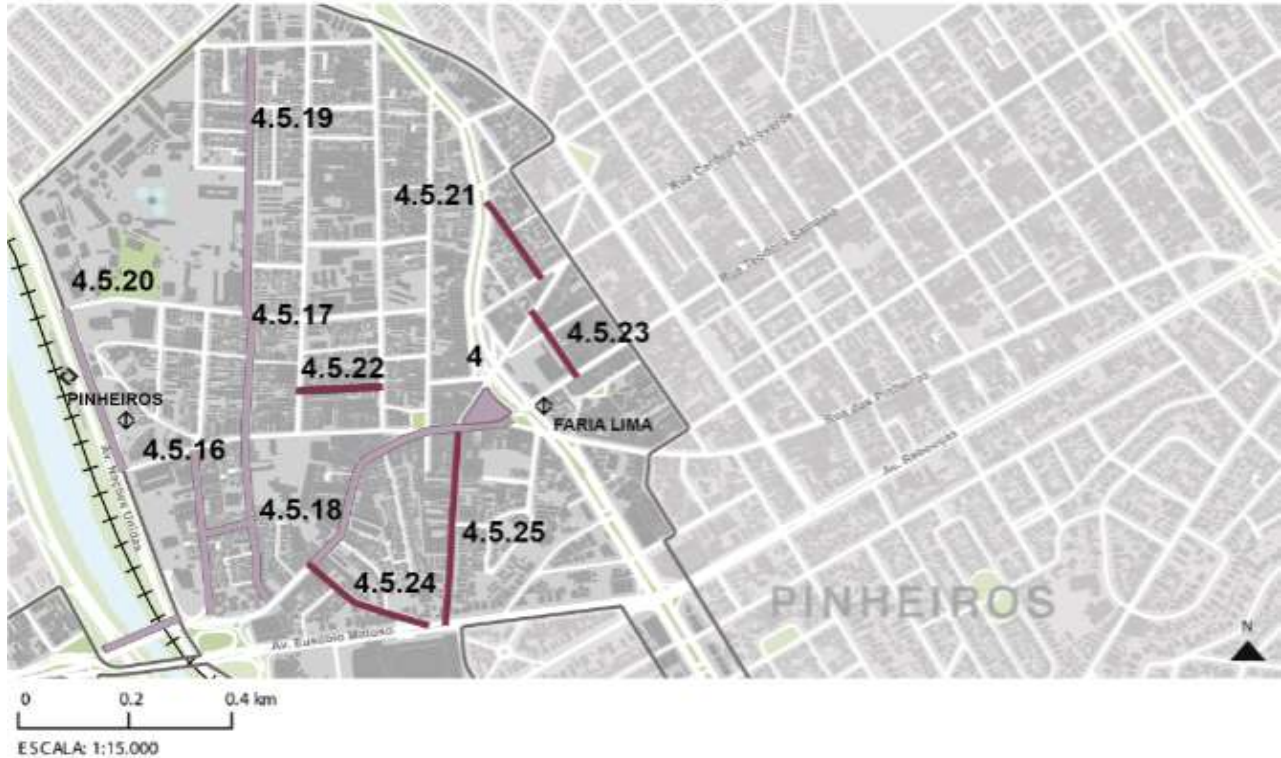 4.5.19
Rua Cardeal Arcoverde
4.5.21
Rua Teodoro Sampaio
4.5.20
4.5.17
4.5.23
4
4.5.22
PINHEIROS
FARIA LIMA
Rua dos Pinheiros
Av. Rebouças
4.5.16
Av. Nações Unidas
4.5.18
4.5.25
4.5.24
PINHEIROS
N
Av. Eusébio Matoso
0 0.2 0.4 km
ESCALA: 1:15.000